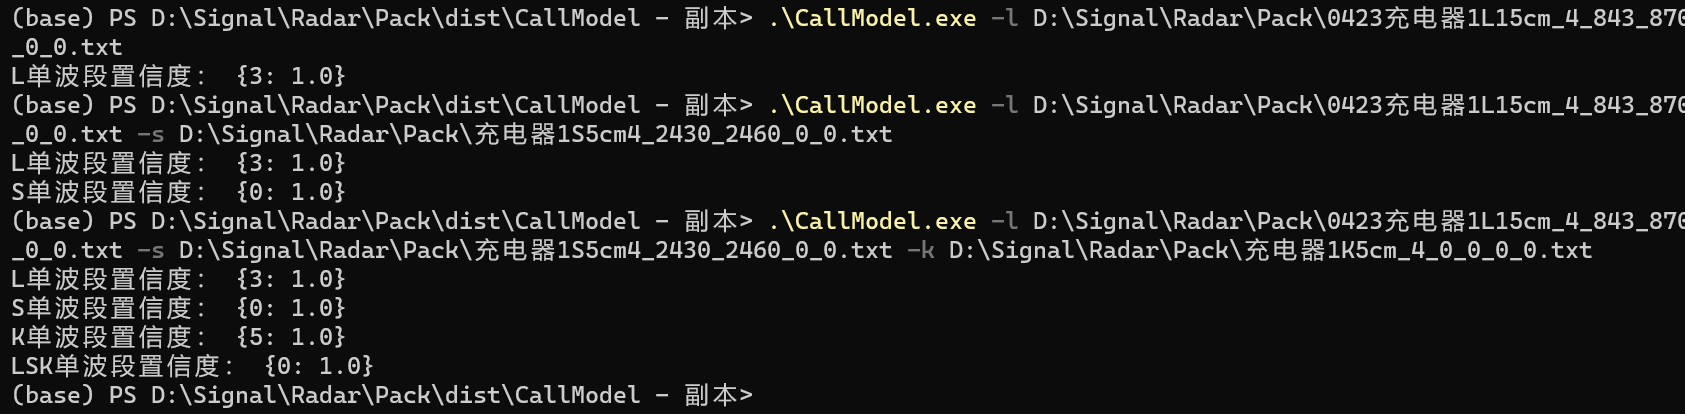 (base) PS D:\Signal\Radar\Pack\dist\CallModel - 副本> .\CallModel.exe -l D:\Signal\Radar\Pack\0423充电器1L15cm_4_843_870
_0_0.txt
L单波段置信度: {3: 1.0}
(base) PS D:\Signal\Radar\Pack\dist\CallModel - 副本> .\CallModel.exe -l D:\Signal\Radar\Pack\0423充电器1L15cm_4_843_870
_0_0.txt -s D:\Signal\Radar\Pack\充电器1S5cm4_2430_2460_0_0.txt
L单波段置信度: {3: 1.0}
S单波段置信度: {0: 1.0}
(base) PS D:\Signal\Radar\Pack\dist\CallModel - 副本> .\CallModel.exe -l D:\Signal\Radar\Pack\0423充电器1L15cm_4_843_870
_0_0.txt -s D:\Signal\Radar\Pack\充电器1S5cm4_2430_2460_0_0.txt -k D:\Signal\Radar\Pack\充电器1K5cm_4_0_0_0_0.txt
L单波段置信度: {3: 1.0}
S单波段置信度: {0: 1.0}
K单波段置信度: {5: 1.0}
LSK单波段置信度: {0: 1.0}
(base) PS D:\Signal\Radar\Pack\dist\CallModel - 副本>